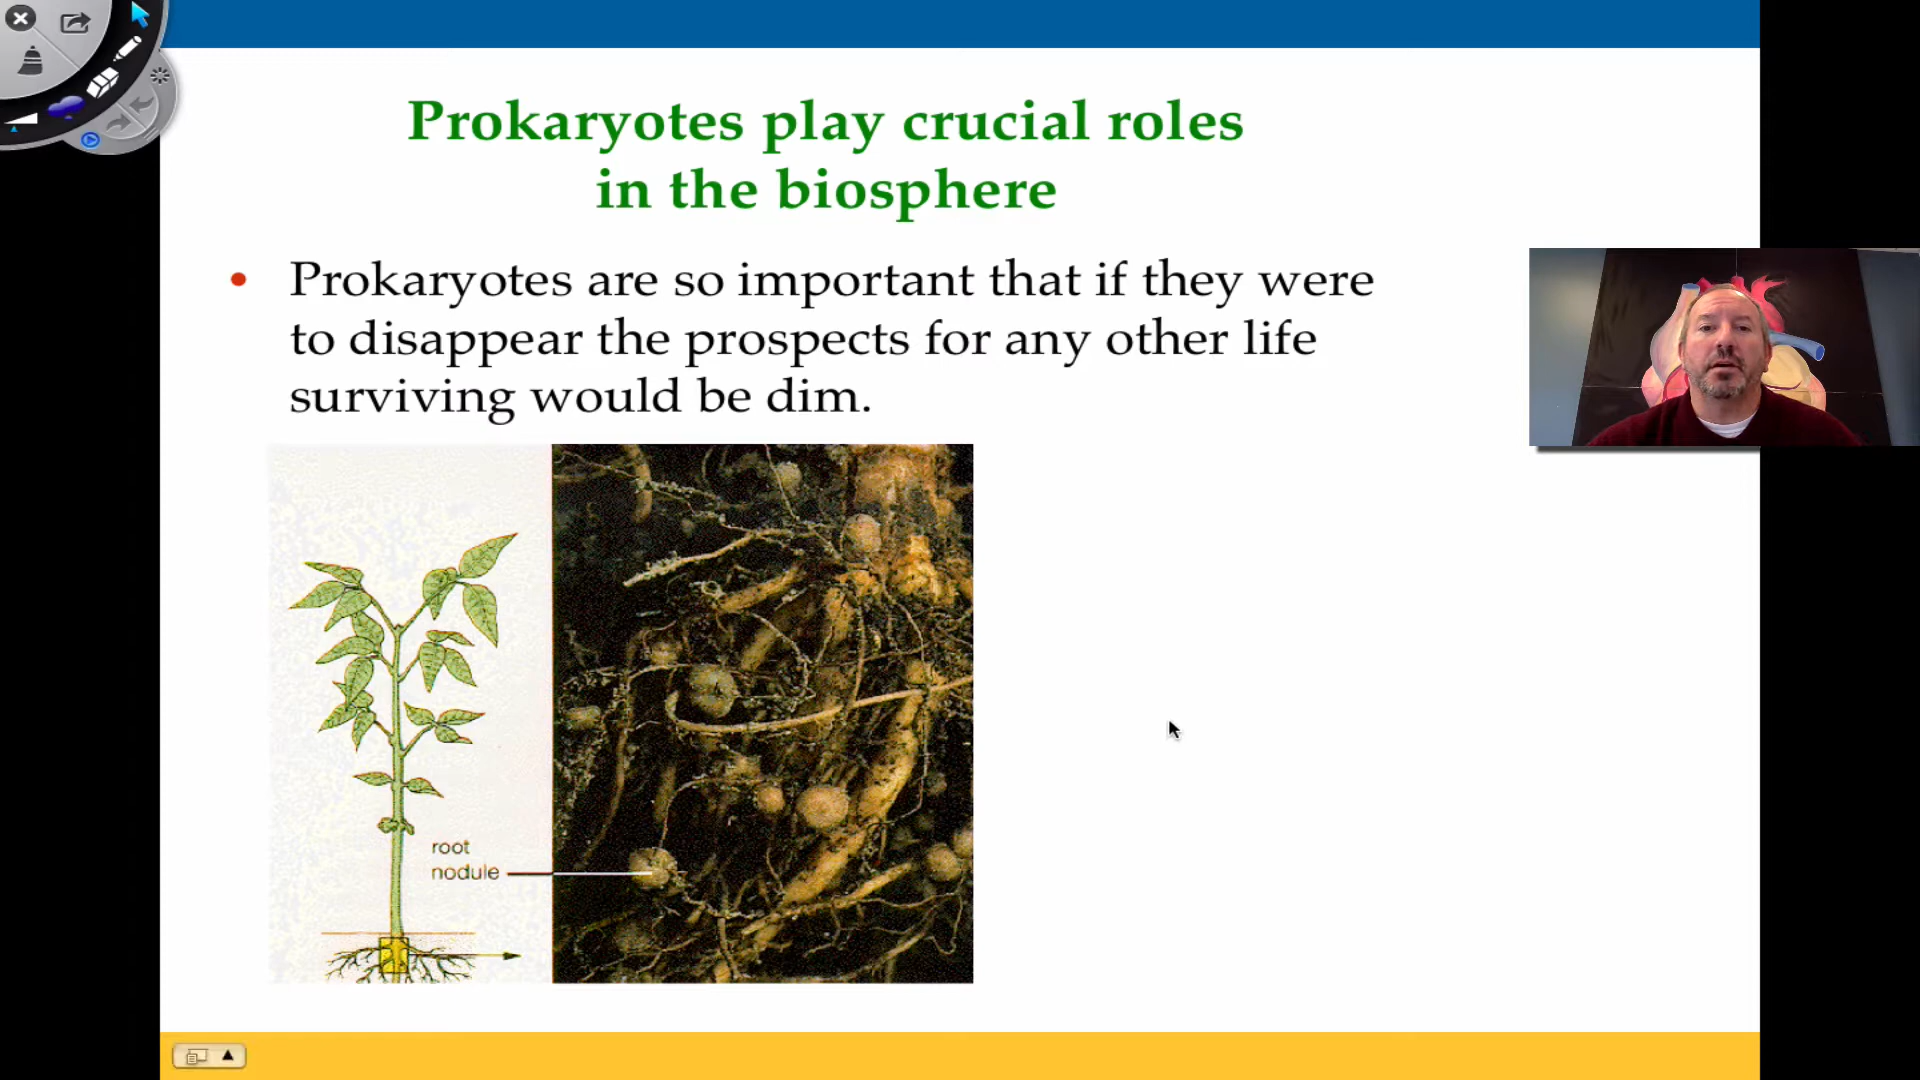 Prokaryotes play crucial roles
in the biosphere
• Prokaryotes are so important that if they were
to disappear the prospects for any other life
surviving would be dim.
root
nodule